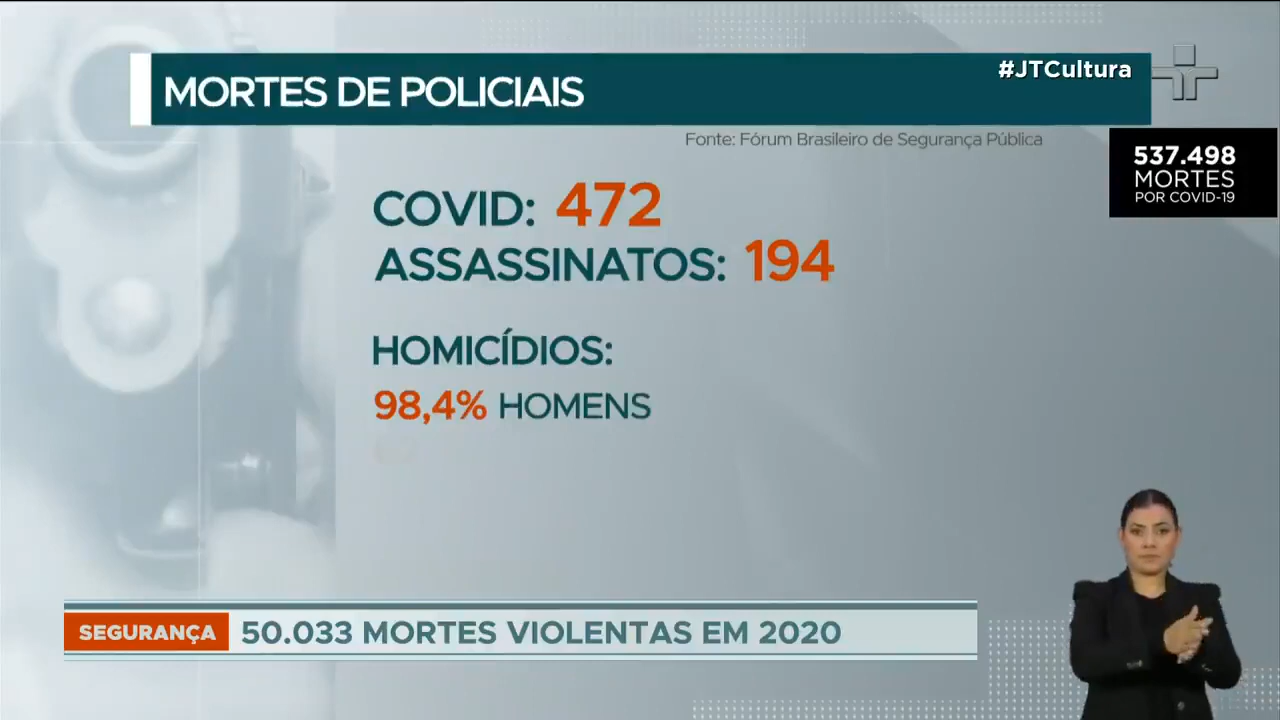 MORTES DE POLICIAIS
#JTCultura
Fonte: Fórum Brasileiro de Segurança Pública
537.498
MORTES
POR COVID-19
COVID: 472
ASSASSINATOS: 194
HOMICÍDIOS:
98,4% HOMENS
SEGURANÇA 50.033 MORTES VIOLENTAS EM 2020